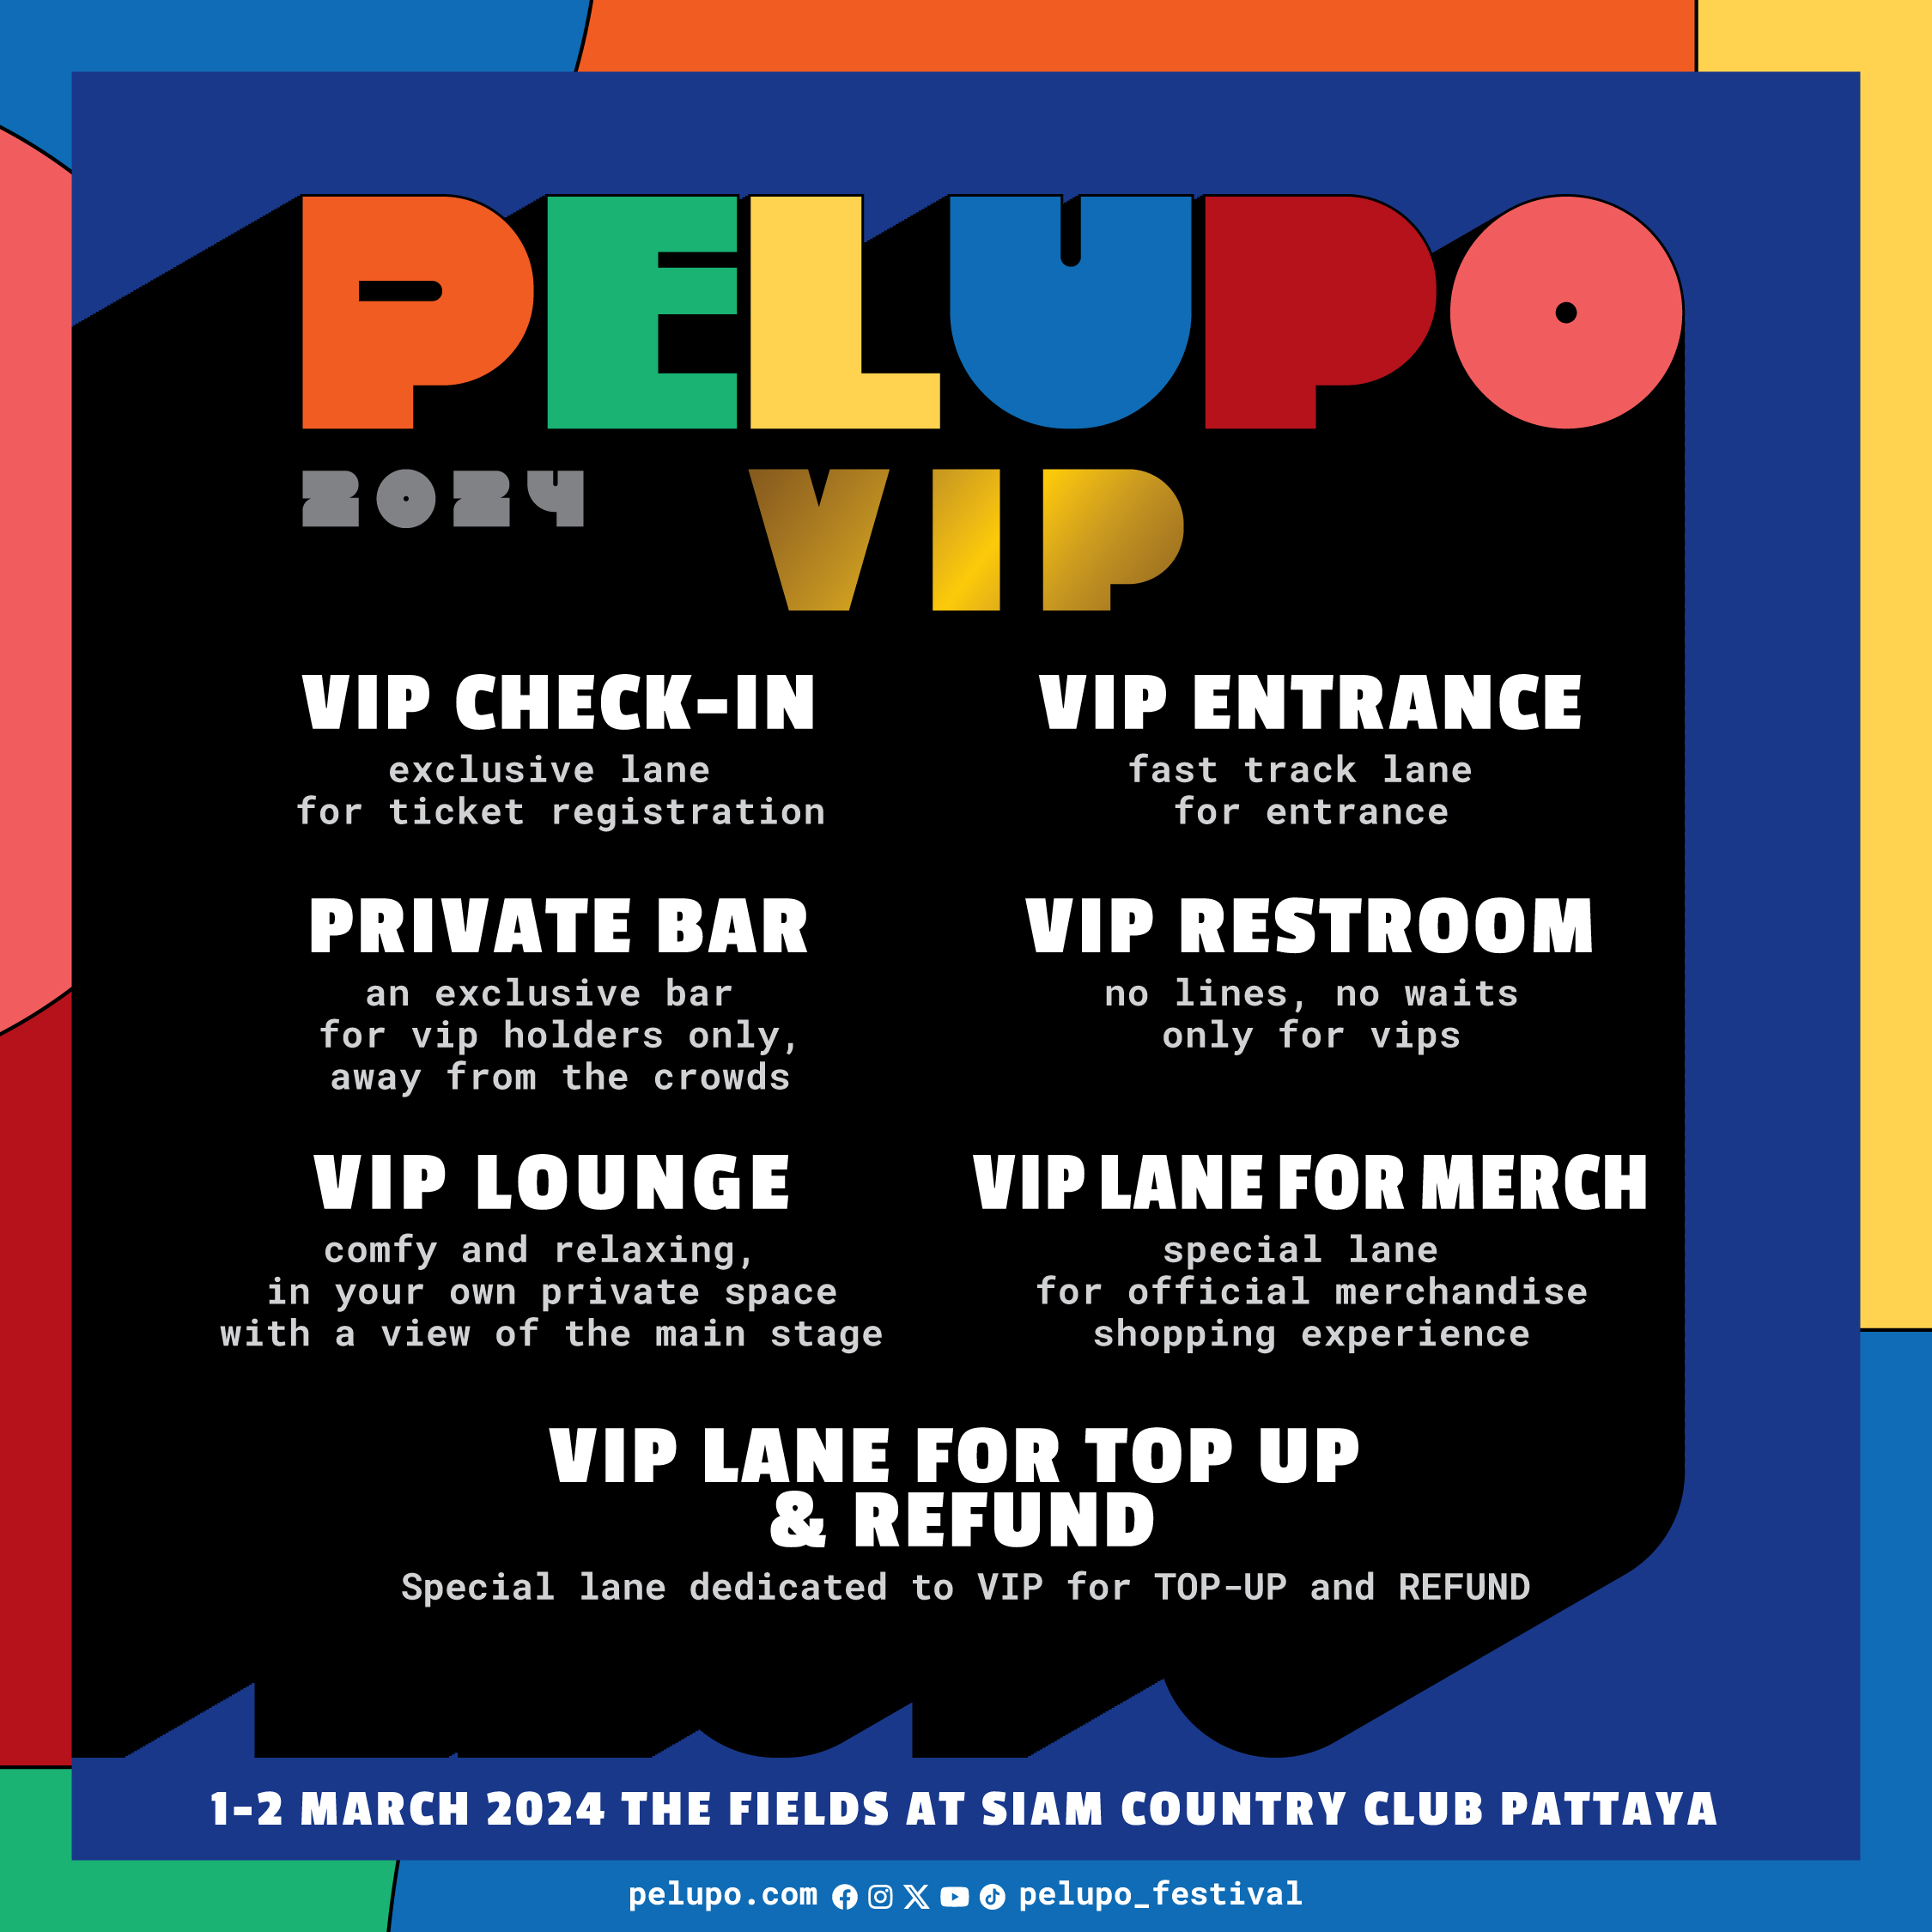 PELUPO
2024
VIP
VIP CHECK-IN
exclusive lane
for ticket registration
VIP ENTRANCE
fast track lane
for entrance
PRIVATE BAR
an exclusive bar
for vip holders only,
away from the crowds
VIP RESTROOM
no lines, no waits
only for vips
VIP LOUNGE
comfy and relaxing,
in your own private space
with a view of the main stage
VIP LANE FOR MERCH
special lane
for official merchandise
shopping experience
VIP LANE FOR TOP UP
& REFUND
Special lane dedicated to VIP for TOP-UP and REFUND
1-2 MARCH 2024 THE FIELDS AT SIAM COUNTRY CLUB PATTAYA
pelupo.com pelupo_festival